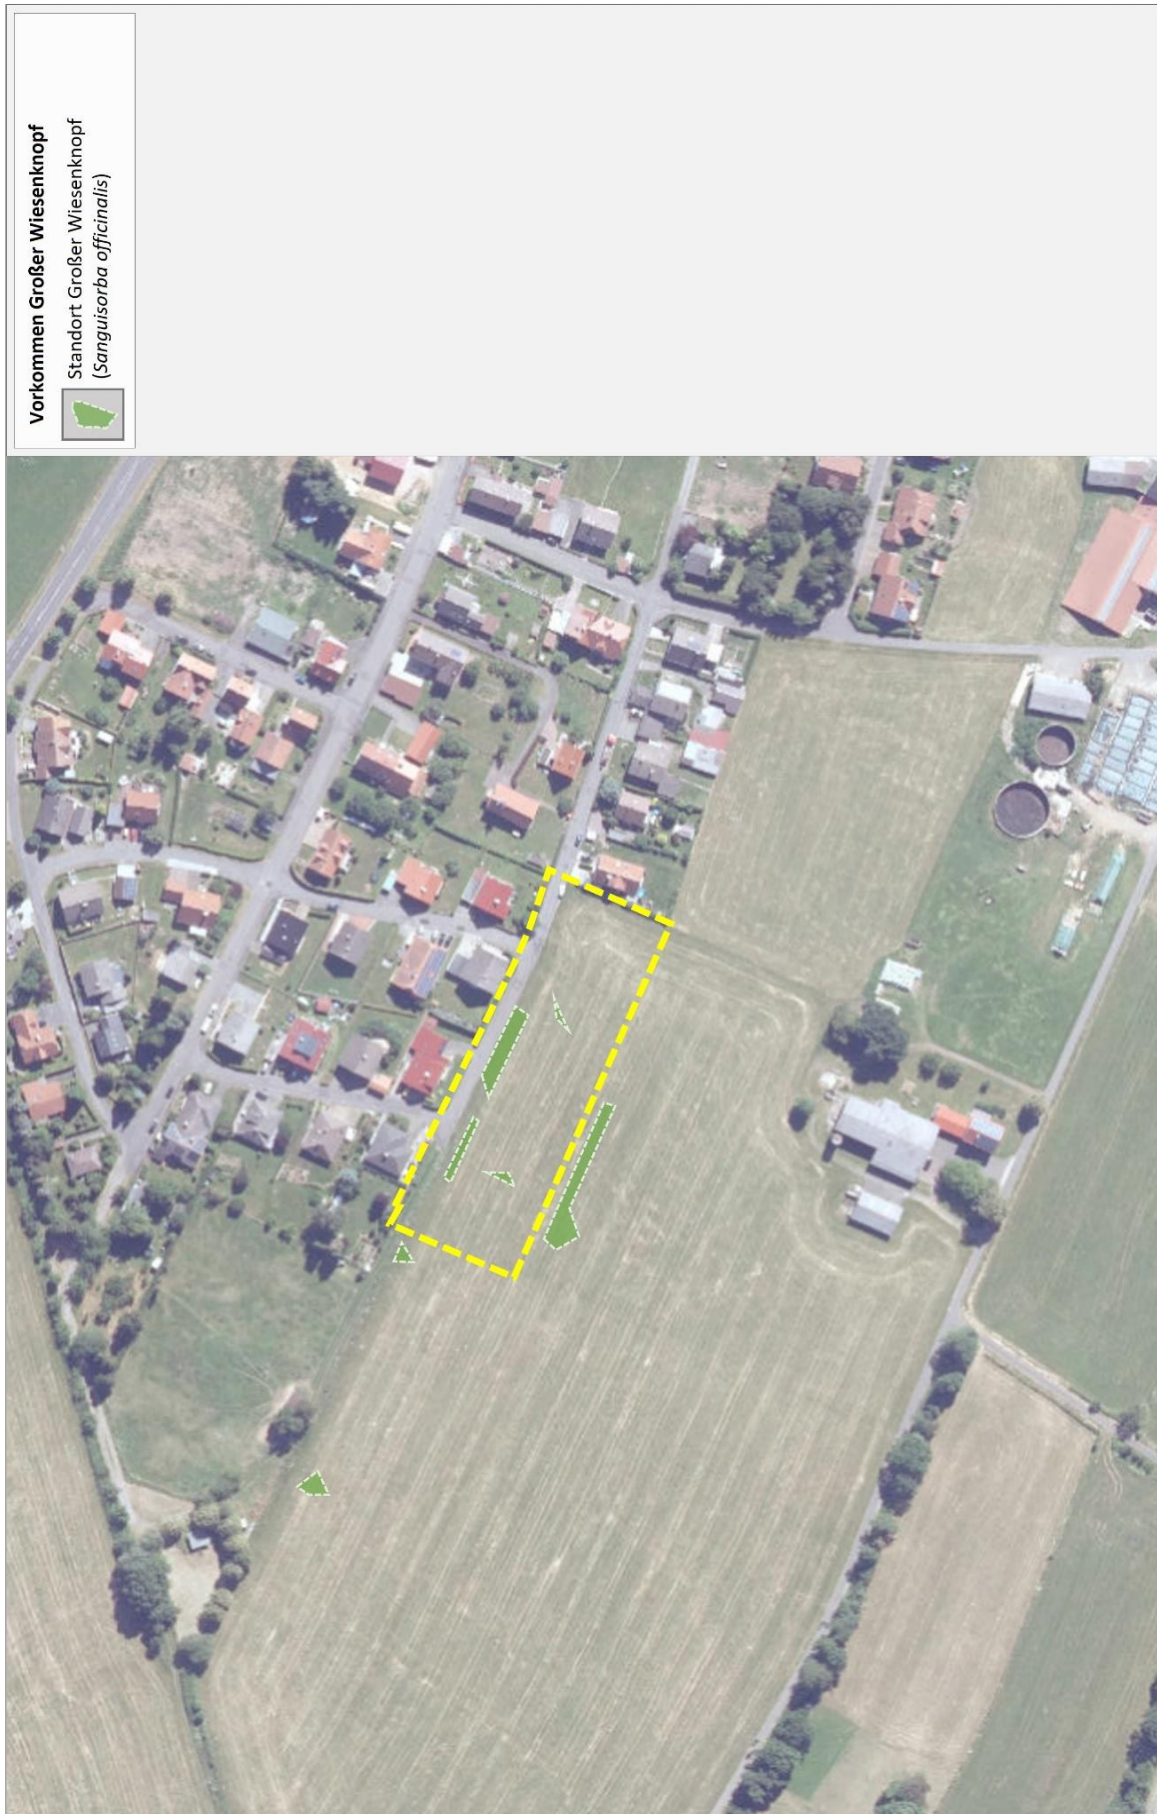 Vorkommen Großer Wiesenknopf
Standort Großer Wiesenknopf
(Sanguisorba officinalis)